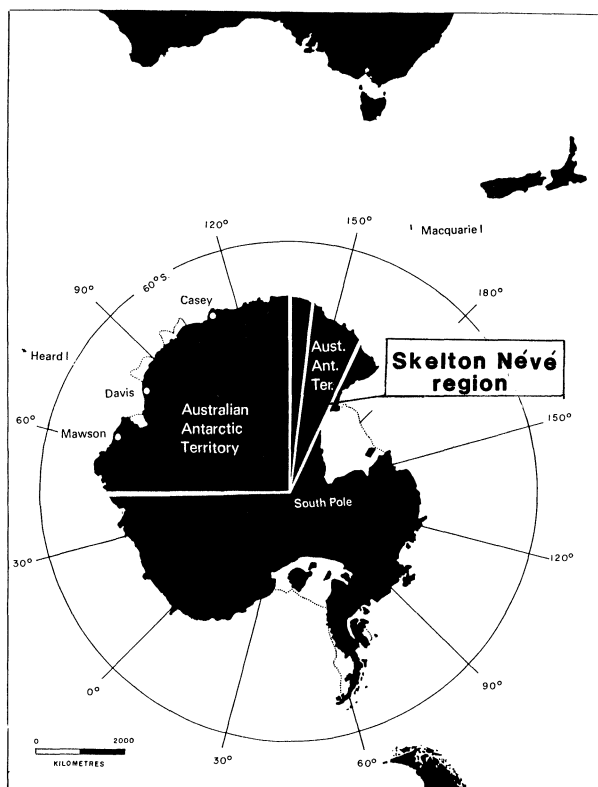 150°
Macquarie I
120°
180°
60°S.
90°
Casey
Heard I
Aust.
Ant.
Ter.
Skelton Névé
region
Davis
Australian
Antarctic
Territory
60°
Mawson
150°
South Pole
30°
120°
0°
90°
0 2000
KILOMETRES
30°
60°